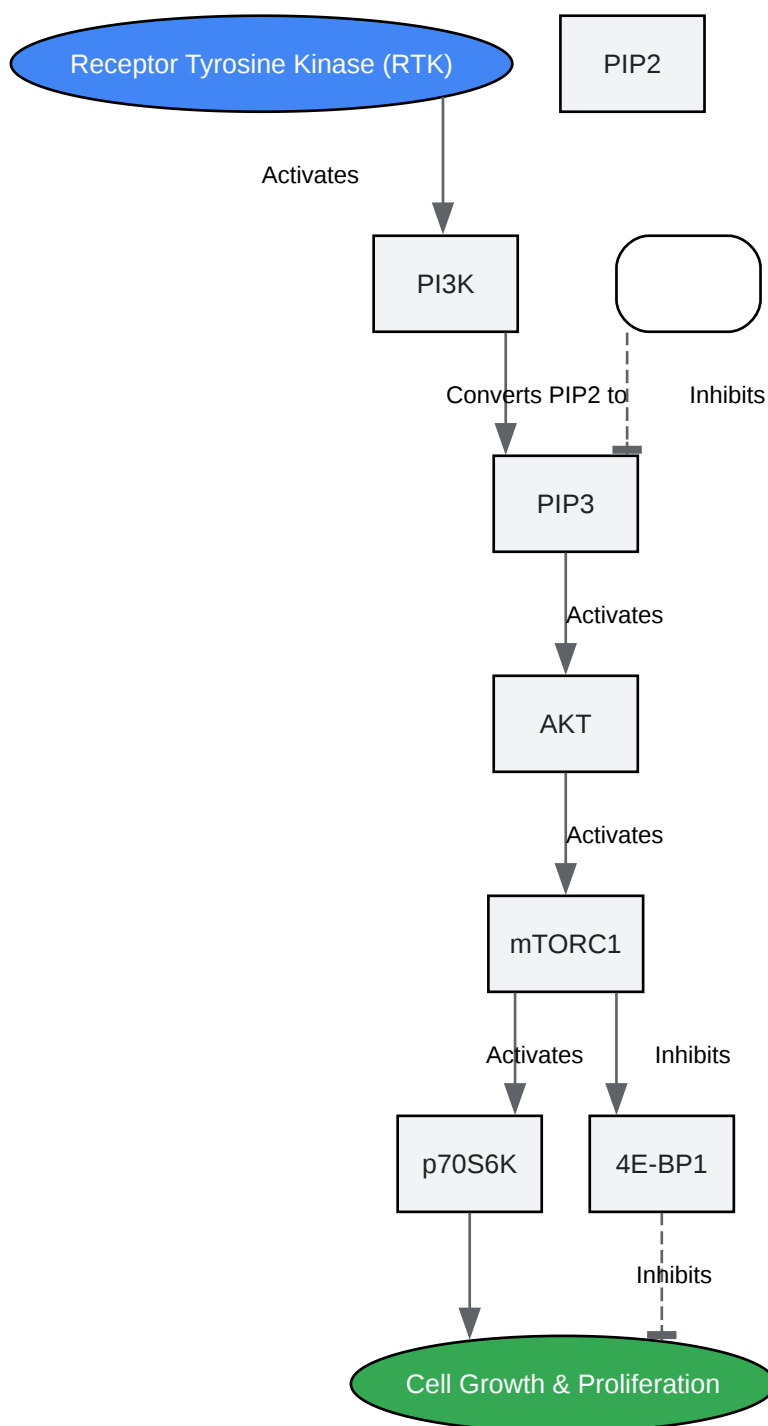 Receptor Tyrosine Kinase (RTK)
PIP2
Activates
PI3K
Converts PIP2 to
Inhibits
PIP3
Activates
AKT
Activates
mTORC1
Activates
Inhibits
p70S6K
4E-BP1
Inhibits
Cell Growth & Proliferation